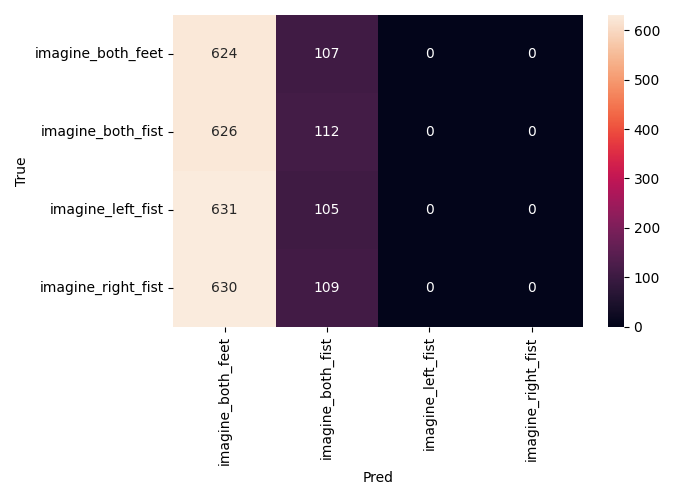 imagine_both_feet 624 107 0 0 600
imagine_both_fist 626 112 0 0 500
400
True
300
imagine_left_fist 631 105 0 0 200
imagine_right_fist 630 109 0 0 100
0
imagine_both_feet
imagine_both_fist
imagine_left_fist
imagine_right_fist
Pred